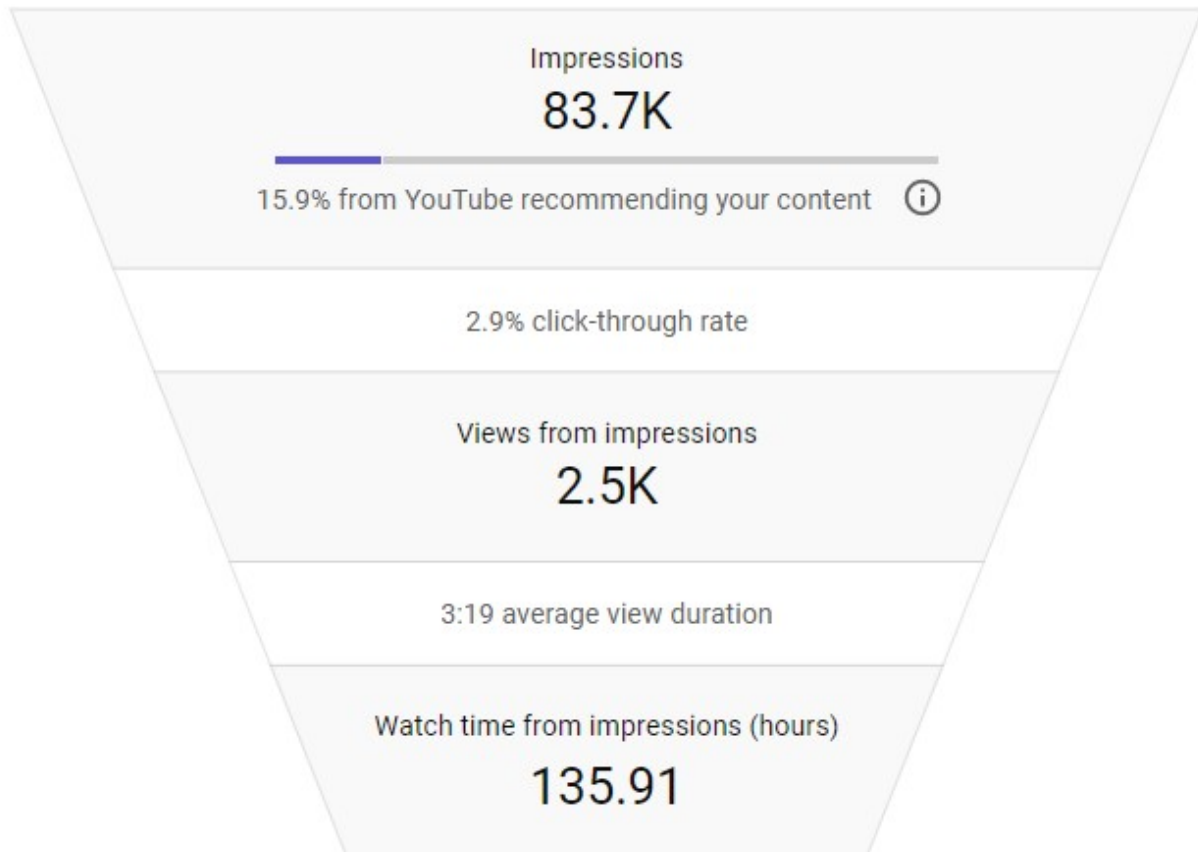 Impressions
83.7K
15.9% from YouTube recommending your content
2.9% click-through rate
Views from impressions
2.5K
3:19 average view duration
Watch time from impressions (hours)
135.91